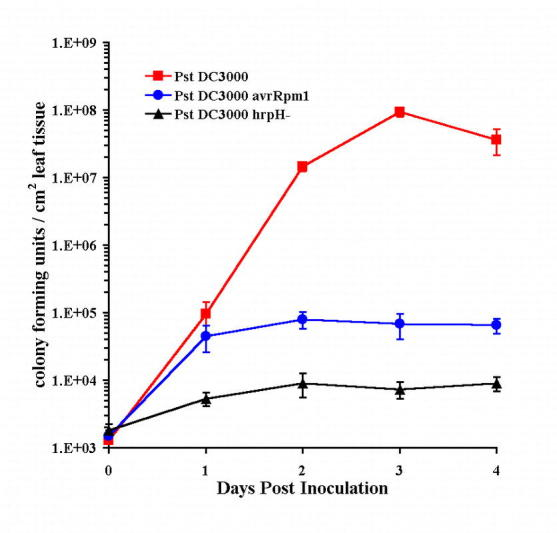 1.E+09
Pst DC3000
Pst DC3000 avrRpm1
Pst DC3000 hrpH-
1.E+08
1.E+07
1.E+06
1.E+05
1.E+04
1.E+03
colony forming units / cm² leaf tissue
0 1 2 3 4
Days Post Inoculation